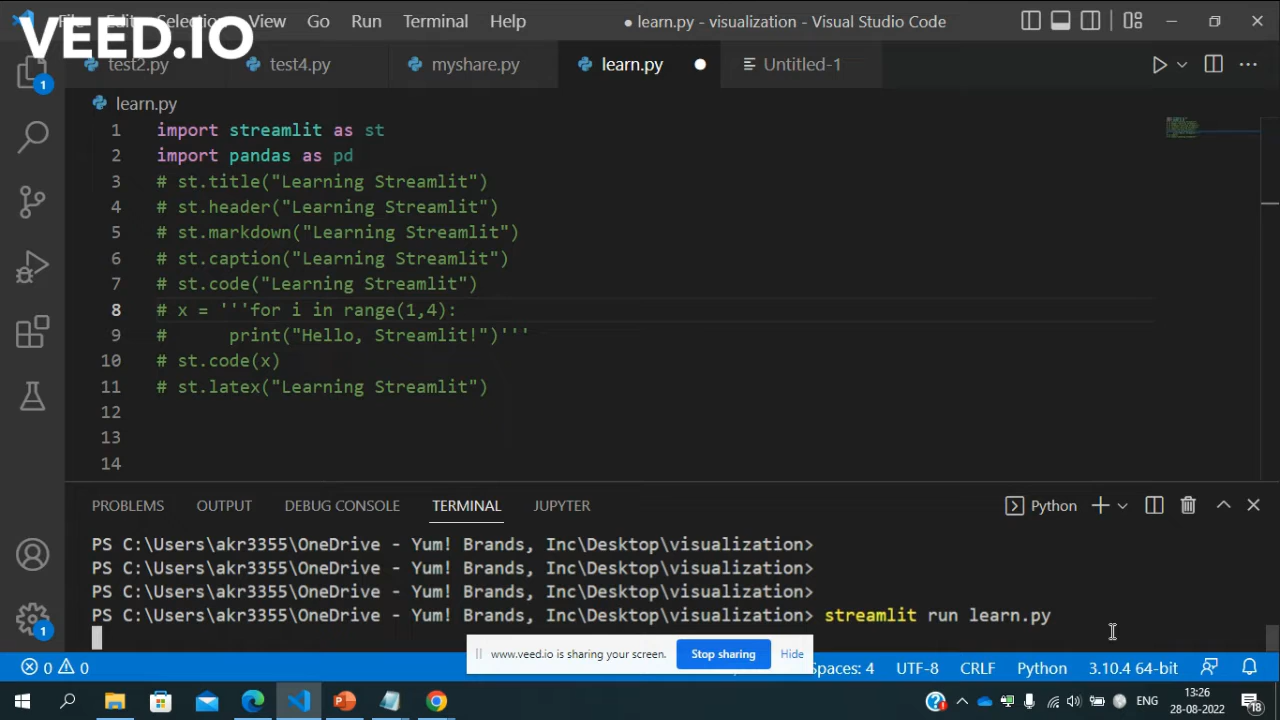 File Edit Selection View Go Run Terminal Help
● learn.py - visualization - Visual Studio Code
VEED.IO
test2.py test4.py myshare.py learn.py Untitled-1
1
learn.py
1 import streamlit as st
2 import pandas as pd
3 # st.title("Learning Streamlit")
4 # st.header("Learning Streamlit")
5 # st.markdown("Learning Streamlit")
6 # st.caption("Learning Streamlit")
7 # st.code("Learning Streamlit")
8 # x = '''for i in range(1,4):
9 #      print("Hello, Streamlit!")'''
10 # st.code(x)
11 # st.latex("Learning Streamlit")
12
13
14
PROBLEMS OUTPUT DEBUG CONSOLE TERMINAL JUPYTER
Python
PS C:\Users\akr3355\OneDrive - Yum! Brands, Inc\Desktop\visualization>
PS C:\Users\akr3355\OneDrive - Yum! Brands, Inc\Desktop\visualization>
PS C:\Users\akr3355\OneDrive - Yum! Brands, Inc\Desktop\visualization>
PS C:\Users\akr3355\OneDrive - Yum! Brands, Inc\Desktop\visualization> streamlit run learn.py
1
www.veed.io is sharing your screen. Stop sharing Hide
0 0 Spaces: 4 UTF-8 CRLF Python 3.10.4 64-bit
ENG
13:26
28-08-2022
18